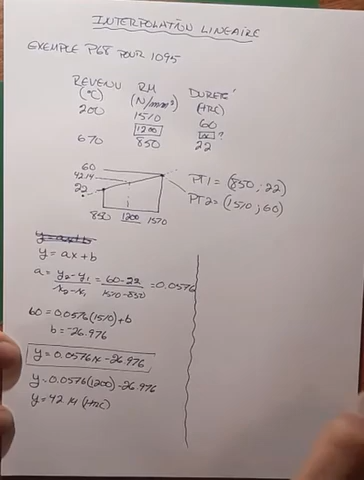 INTERPOLATION LINEAIRE
EXEMPLE P68 POUR 1095
REVENU RM DURETÉ
(°C) (N/mm²) (HRC)
200 1510 60
1200 ?
670 850 22
60
42.14
22
850 1200 1510
PT1 = (850 ; 22)
PT2 = (1510 ; 60)
y = ax+b
y = ax+b
a = y2-y1 / x2-x1 = 60-22 / 1510-850 = 0.0576
60 = 0.0576(1510)+b
b = -26.976
y = 0.0576x - 26.976
y = 0.0576(1200) - 26.976
y = 42.14 (HRC)